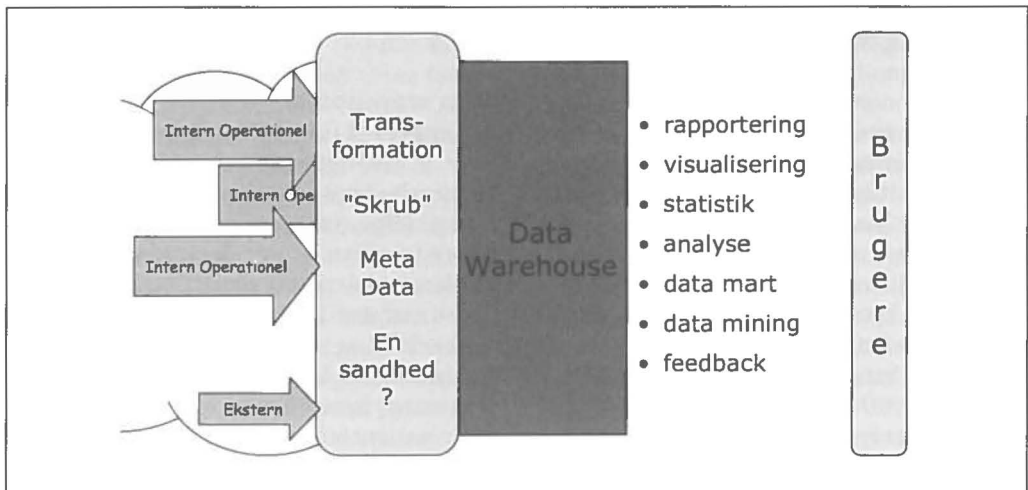 Intern Operationel
Intern Ope
Intern Operationel
Ekstern
Trans-
formation
"Skrub"
Meta
Data
En
sandhed
?
Data
Warehouse
• rapportering
• visualisering
• statistik
• analyse
• data mart
• data mining
• feedback
B
r
u
g
e
r
e